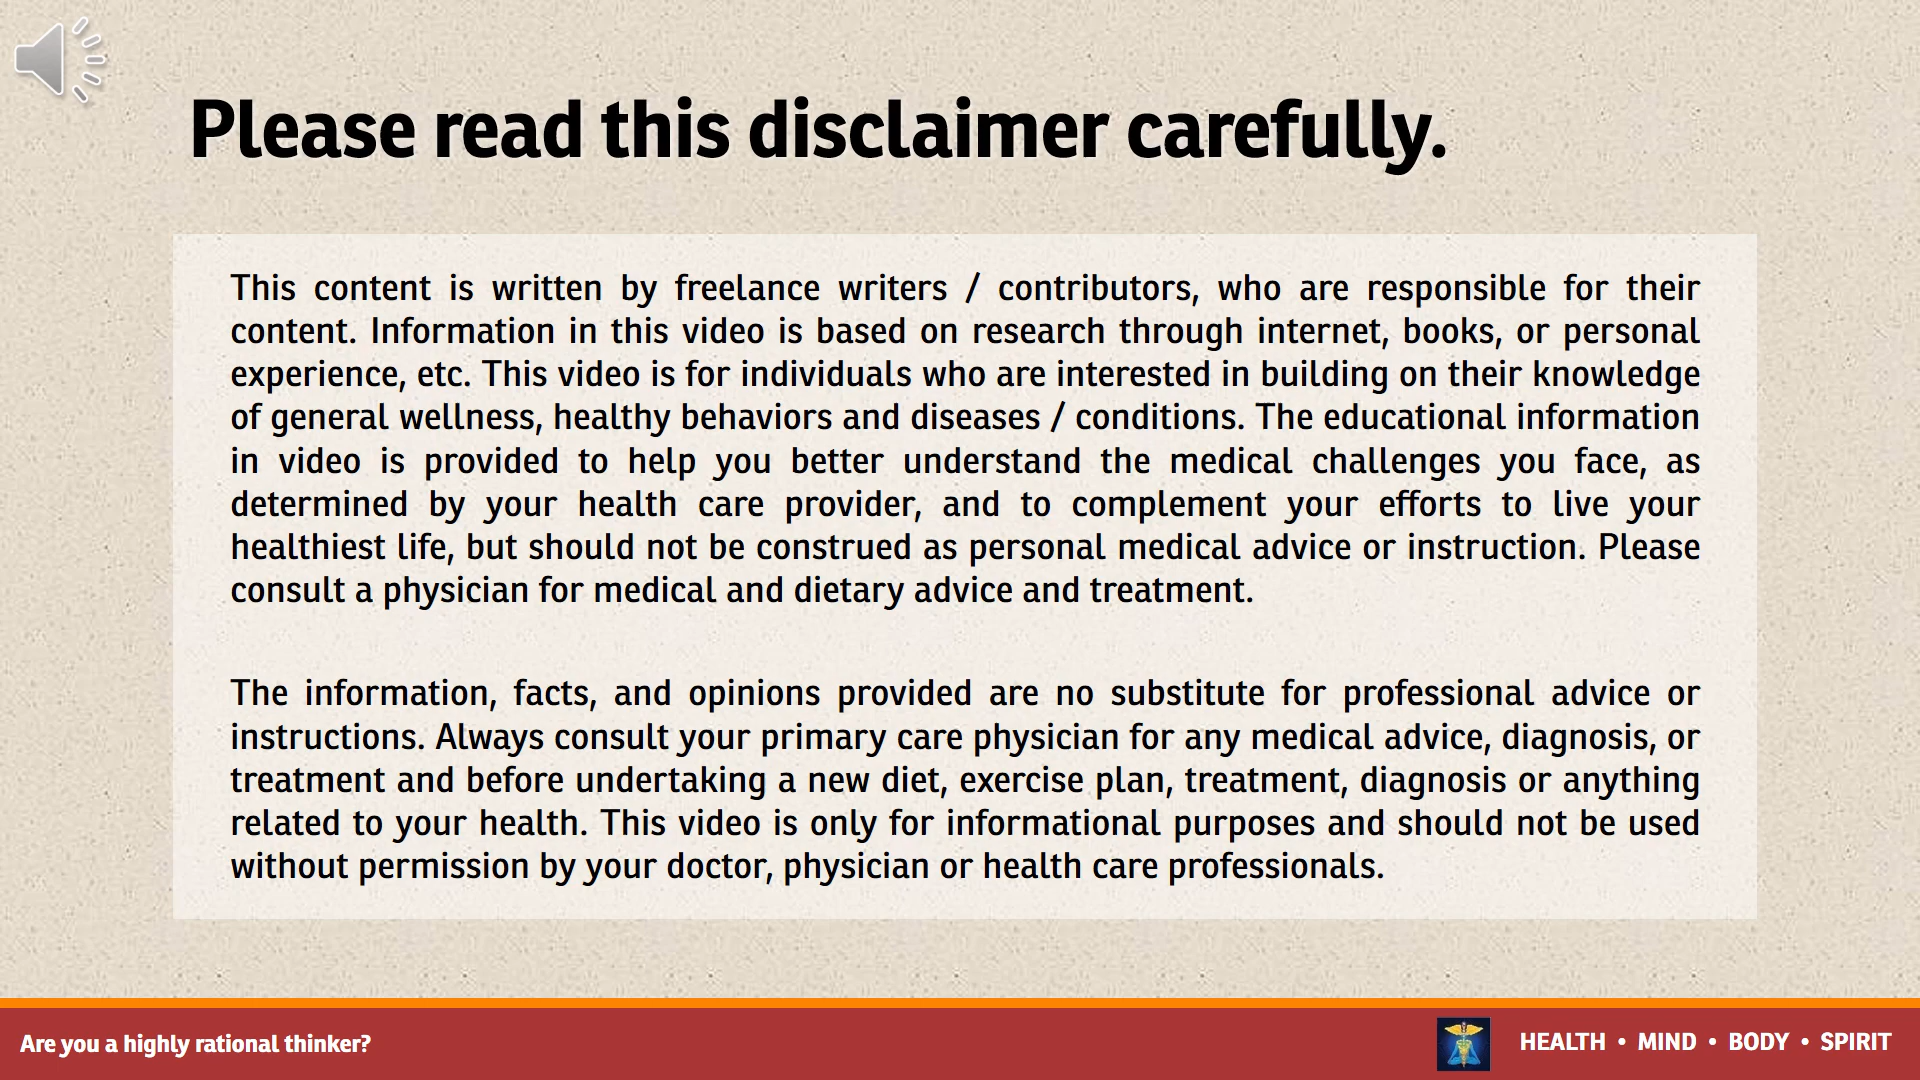 Please read this disclaimer carefully.
This content is written by freelance writers / contributors, who are responsible for their
content. Information in this video is based on research through internet, books, or personal
experience, etc. This video is for individuals who are interested in building on their knowledge
of general wellness, healthy behaviors and diseases / conditions. The educational information
in video is provided to help you better understand the medical challenges you face, as
determined by your health care provider, and to complement your efforts to live your
healthiest life, but should not be construed as personal medical advice or instruction. Please
consult a physician for medical and dietary advice and treatment.
The information, facts, and opinions provided are no substitute for professional advice or
instructions. Always consult your primary care physician for any medical advice, diagnosis, or
treatment and before undertaking a new diet, exercise plan, treatment, diagnosis or anything
related to your health. This video is only for informational purposes and should not be used
without permission by your doctor, physician or health care professionals.
Are you a highly rational thinker?
HEALTH • MIND • BODY • SPIRIT